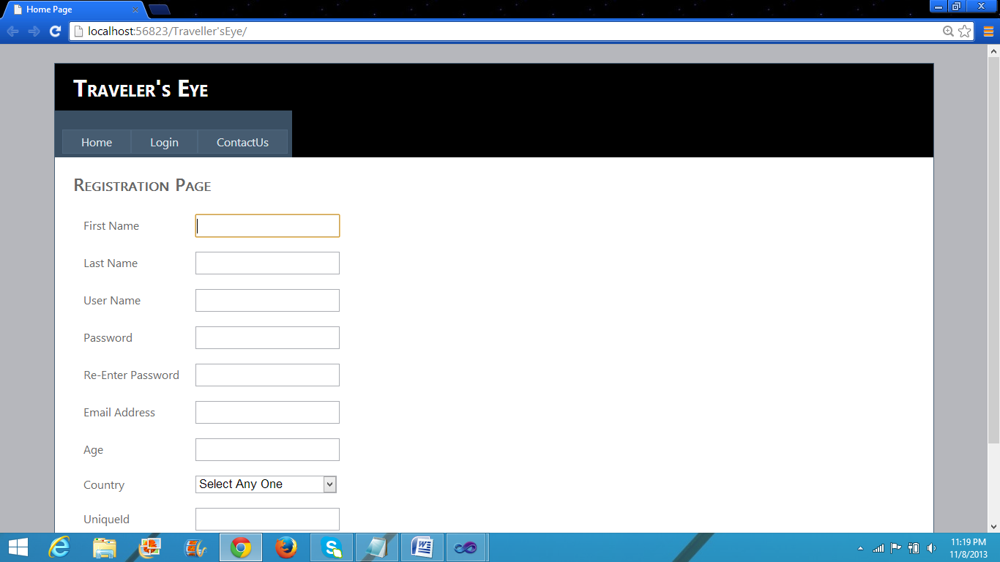 Home Page
localhost:56823/Traveller'sEye/
Traveler's Eye
Home Login ContactUs
Registration Page
First Name
Last Name
User Name
Password
Re-Enter Password
Email Address
Age
Country Select Any One
UniqueId
11:19 PM
11/8/2013